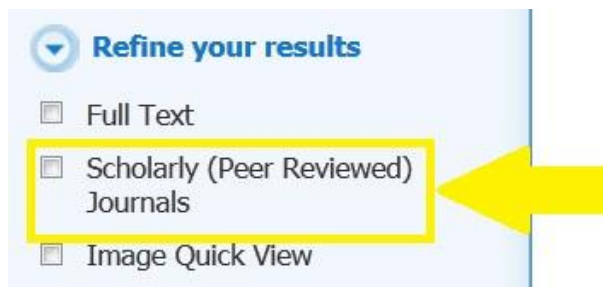 Refine your results
Full Text
Scholarly (Peer Reviewed)
Journals
Image Quick View